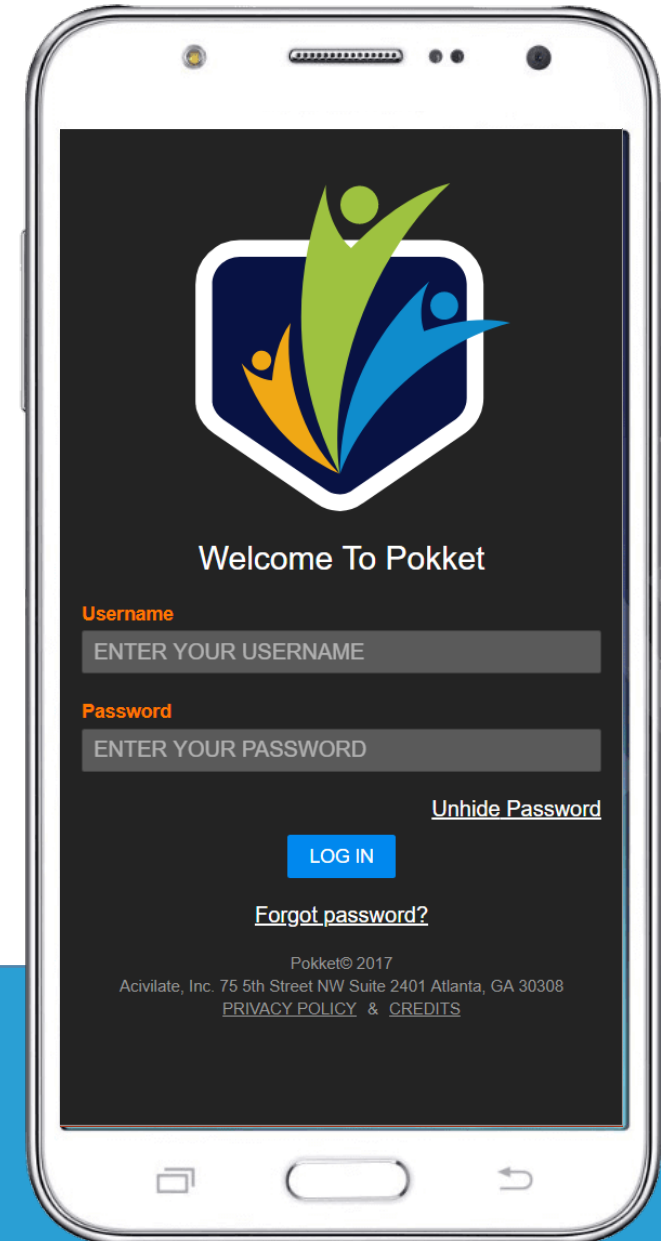 Welcome To Pokket
Username
ENTER YOUR USERNAME
Password
ENTER YOUR PASSWORD
Unhide Password
LOG IN
Forgot password?
Pokket© 2017
Acivilate, Inc. 75 5th Street NW Suite 2401 Atlanta, GA 30308
PRIVACY POLICY & CREDITS